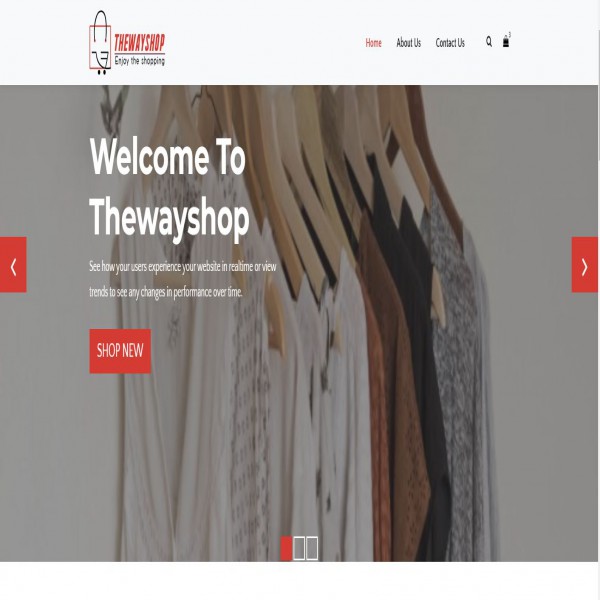 THEWAYSHOP
Enjoy the shopping
Home About Us Contact Us
Welcome To
Thewayshop
See how your users experience your website in realtime or view
trends to see any changes in performance over time.
SHOP NEW